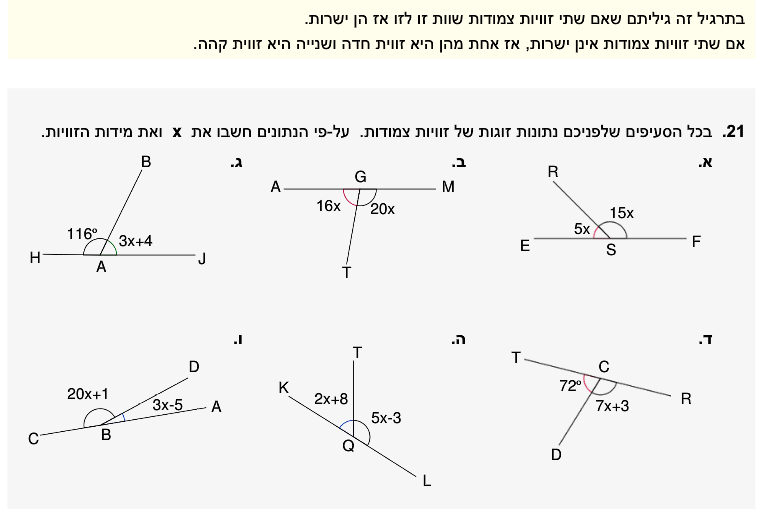 בתרגיל זה גיליתם שאם שתי זוויות צמודות שוות זו לזו אז הן ישרות.
אם שתי זוויות צמודות אינן ישרות, אז אחת מהן היא זווית חדה ושנייה היא זווית קהה.
21. בכל הסעיפים שלפניכם נתונות זוגות של זוויות צמודות. על-פי הנתונים חשבו את x ואת מידות הזוויות.
א.
R
15x
5x
E
S
F
ב.
G
A
M
16x
20x
T
ג.
B
116°
3x+4
H
A
J
ד.
T
C
72°
7x+3
R
D
ה.
T
K
2x+8
5x-3
Q
L
ו.
D
20x+1
3x-5
A
C
B